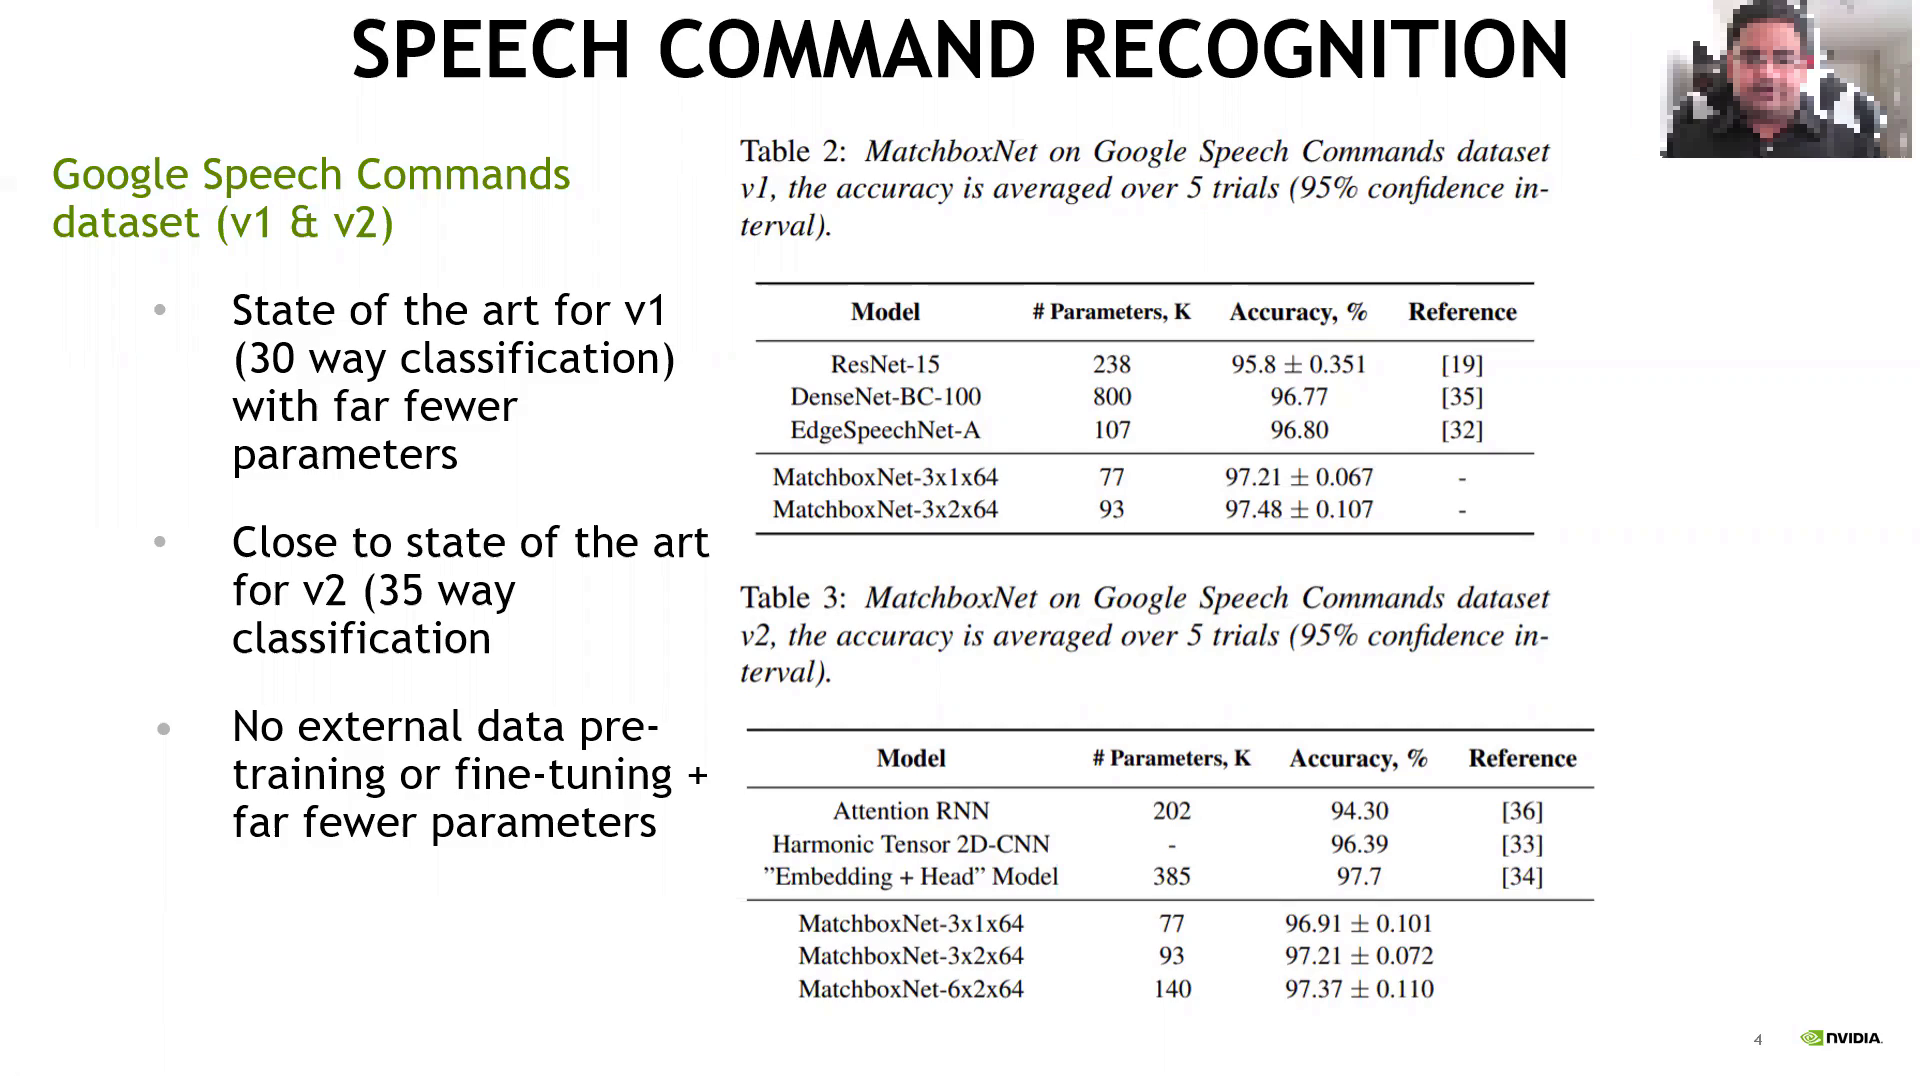 SPEECH COMMAND RECOGNITION
Google Speech Commands
dataset (v1 & v2)
• State of the art for v1
(30 way classification)
with far fewer
parameters
• Close to state of the art
for v2 (35 way
classification
• No external data pre-
training or fine-tuning +
far fewer parameters
Table 2: MatchboxNet on Google Speech Commands dataset
v1, the accuracy is averaged over 5 trials (95% confidence in-
terval).
Model # Parameters, K Accuracy, % Reference
ResNet-15 238 95.8 ± 0.351 [19]
DenseNet-BC-100 800 96.77 [35]
EdgeSpeechNet-A 107 96.80 [32]
MatchboxNet-3x1x64 77 97.21 ± 0.067 -
MatchboxNet-3x2x64 93 97.48 ± 0.107 -
Table 3: MatchboxNet on Google Speech Commands dataset
v2, the accuracy is averaged over 5 trials (95% confidence in-
terval).
Model # Parameters, K Accuracy, % Reference
Attention RNN 202 94.30 [36]
Harmonic Tensor 2D-CNN - 96.39 [33]
”Embedding + Head” Model 385 97.7 [34]
MatchboxNet-3x1x64 77 96.91 ± 0.101
MatchboxNet-3x2x64 93 97.21 ± 0.072
MatchboxNet-6x2x64 140 97.37 ± 0.110
4 NVIDIA.